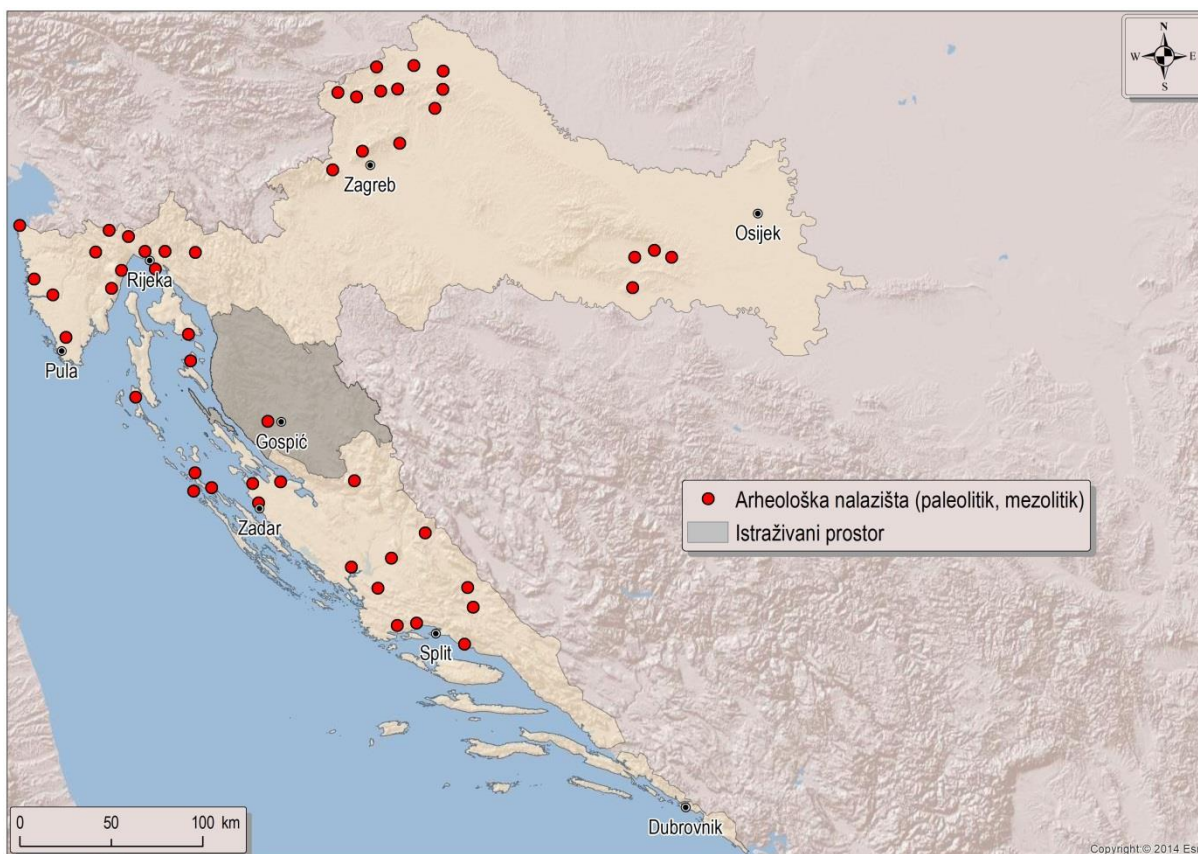 N
W E
S
Zagreb
Osijek
Rijeka
Pula
Gospić
Arheološka nalazišta (paleolitik, mezolitik)
Istraživani prostor
Zadar
Split
0 50 100 km
Dubrovnik
Copyright:© 2014 Esri